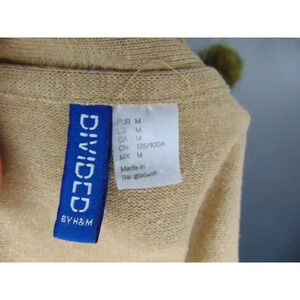 DIVIDED
BY H&M
EUR M
US M
CA M
CN 175/100A
MX M
Made in
Bangladesh